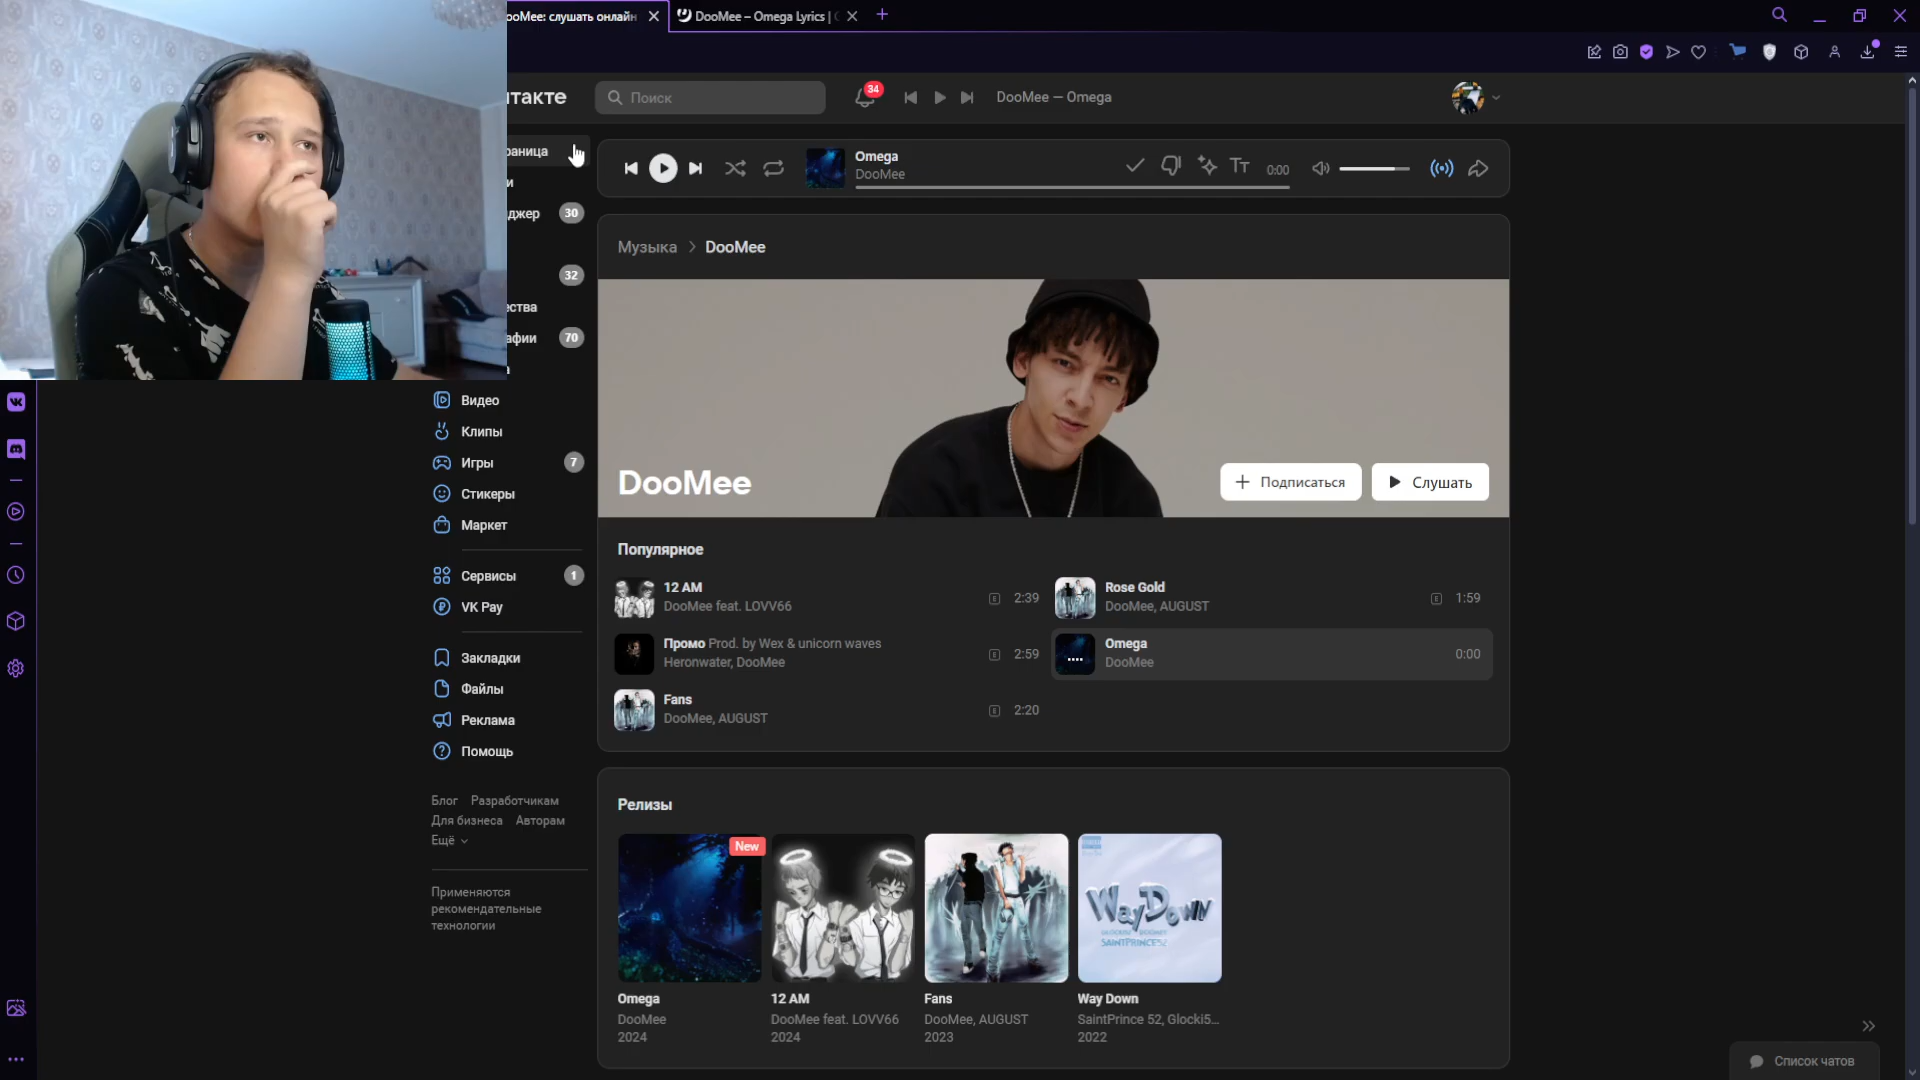 ooMee: слушать онлайн
DooMee – Omega Lyrics |
нтакте
Поиск
34
DooMee — Omega
раница
и
джер
30
32
ества
афии
70
а
Видео
Клипы
Игры
7
Стикеры
Маркет
Сервисы
1
VK Pay
Закладки
Файлы
Реклама
Помощь
Блог Разработчикам
Для бизнеса Авторам
Ещё
Применяются
рекомендательные
технологии
Omega
DooMee
0:00
Музыка > DooMee
DooMee
Подписаться
Слушать
Популярное
12 AM
DooMee feat. LOVV66
E
2:39
Rose Gold
DooMee, AUGUST
E
1:59
Промо Prod. by Wex & unicorn waves
Heronwater, DooMee
E
2:59
Omega
DooMee
0:00
Fans
DooMee, AUGUST
E
2:20
Релизы
New
WayDown
SAINTPRINCE52
Omega
DooMee
2024
12 AM
DooMee feat. LOVV66
2024
Fans
DooMee, AUGUST
2023
Way Down
SaintPrince 52, Glocki5...
2022
Список чатов